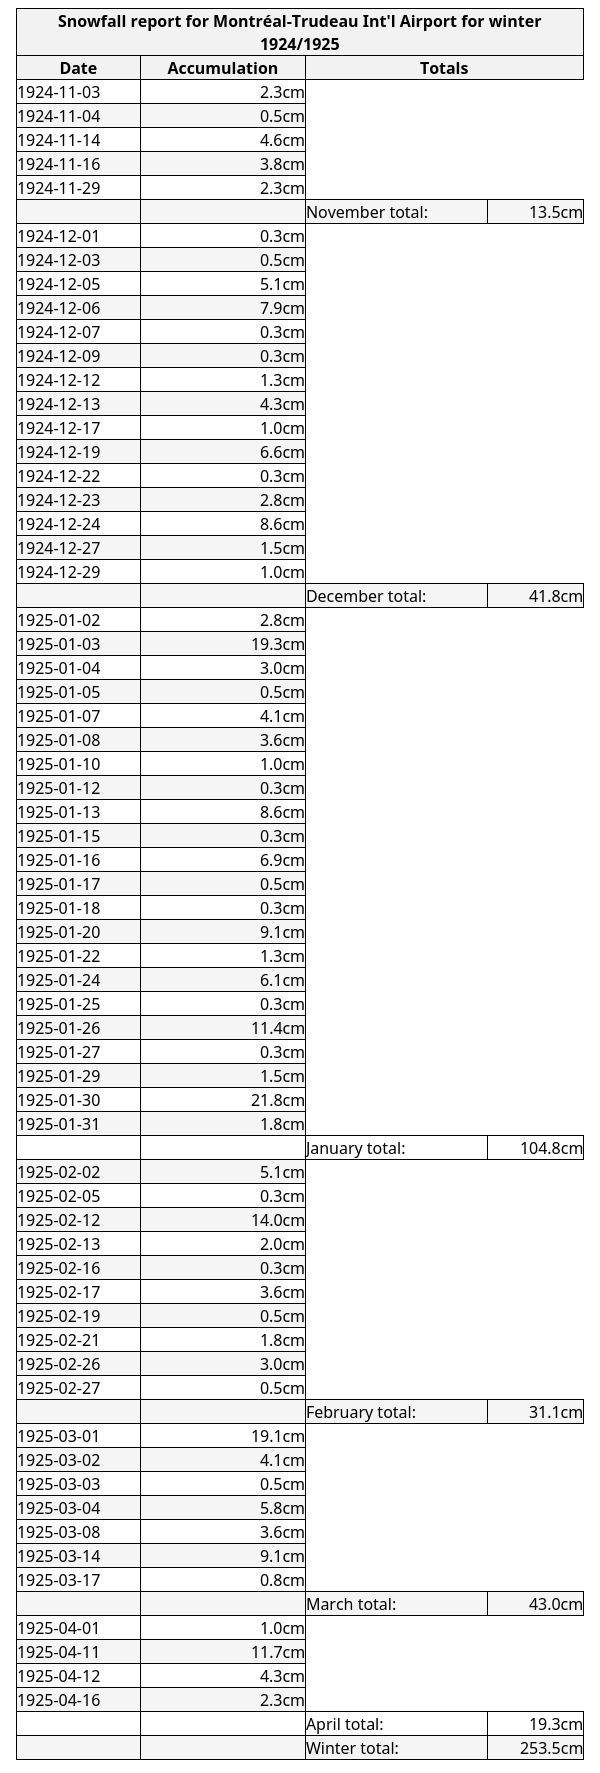 Snowfall report for Montréal-Trudeau Int'l Airport for winter
1924/1925
Date Accumulation Totals
1924-11-03 2.3cm
1924-11-04 0.5cm
1924-11-14 4.6cm
1924-11-16 3.8cm
1924-11-29 2.3cm
November total: 13.5cm
1924-12-01 0.3cm
1924-12-03 0.5cm
1924-12-05 5.1cm
1924-12-06 7.9cm
1924-12-07 0.3cm
1924-12-09 0.3cm
1924-12-12 1.3cm
1924-12-13 4.3cm
1924-12-17 1.0cm
1924-12-19 6.6cm
1924-12-22 0.3cm
1924-12-23 2.8cm
1924-12-24 8.6cm
1924-12-27 1.5cm
1924-12-29 1.0cm
December total: 41.8cm
1925-01-02 2.8cm
1925-01-03 19.3cm
1925-01-04 3.0cm
1925-01-05 0.5cm
1925-01-07 4.1cm
1925-01-08 3.6cm
1925-01-10 1.0cm
1925-01-12 0.3cm
1925-01-13 8.6cm
1925-01-15 0.3cm
1925-01-16 6.9cm
1925-01-17 0.5cm
1925-01-18 0.3cm
1925-01-20 9.1cm
1925-01-22 1.3cm
1925-01-24 6.1cm
1925-01-25 0.3cm
1925-01-26 11.4cm
1925-01-27 0.3cm
1925-01-29 1.5cm
1925-01-30 21.8cm
1925-01-31 1.8cm
January total: 104.8cm
1925-02-02 5.1cm
1925-02-05 0.3cm
1925-02-12 14.0cm
1925-02-13 2.0cm
1925-02-16 0.3cm
1925-02-17 3.6cm
1925-02-19 0.5cm
1925-02-21 1.8cm
1925-02-26 3.0cm
1925-02-27 0.5cm
February total: 31.1cm
1925-03-01 19.1cm
1925-03-02 4.1cm
1925-03-03 0.5cm
1925-03-04 5.8cm
1925-03-08 3.6cm
1925-03-14 9.1cm
1925-03-17 0.8cm
March total: 43.0cm
1925-04-01 1.0cm
1925-04-11 11.7cm
1925-04-12 4.3cm
1925-04-16 2.3cm
April total: 19.3cm
Winter total: 253.5cm